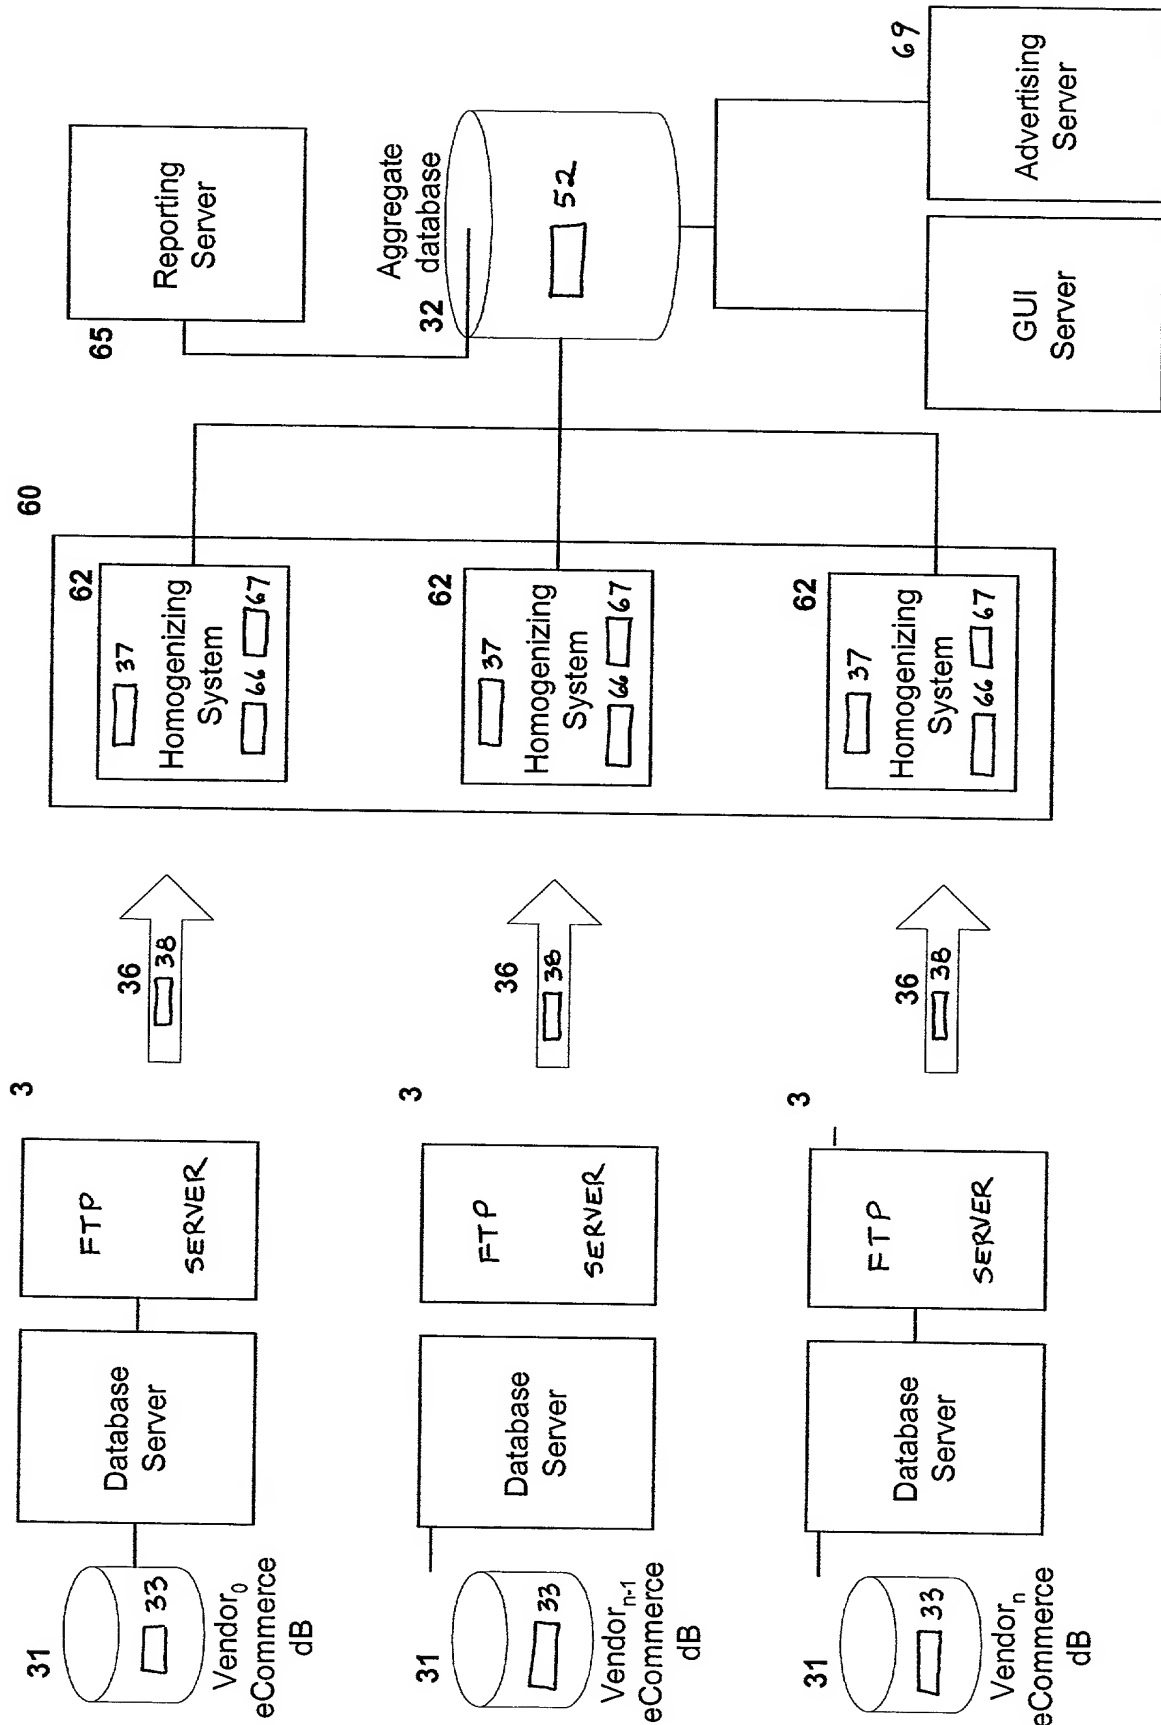 31
33
Vendor0
eCommerce
dB
Database
Server
3
FTP
SERVER
36
38
60
62
37
Homogenizing
System
66
67
65
Reporting
Server
31
33
Vendorn-1
eCommerce
dB
Database
Server
3
FTP
SERVER
36
38
62
37
Homogenizing
System
66
67
32
Aggregate
database
52
31
33
Vendorn
eCommerce
dB
Database
Server
3
FTP
SERVER
36
38
62
37
Homogenizing
System
66
67
GUI
Server
69
Advertising
Server